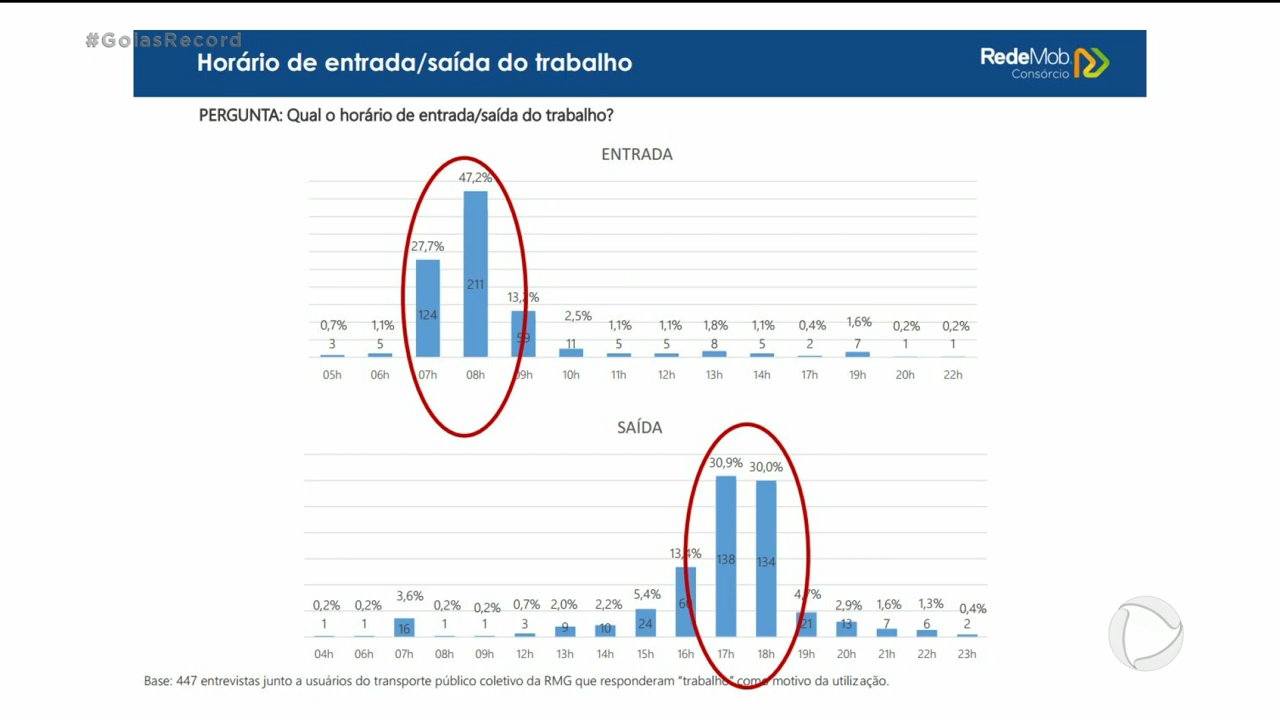 #GoiasRecord
Horário de entrada/saída do trabalho
RedeMob
Consórcio
PERGUNTA: Qual o horário de entrada/saída do trabalho?
ENTRADA
0,7% 1,1% 27,7% 47,2% 13,2% 2,5% 1,1% 1,1% 1,8% 1,1% 0,4% 1,6% 0,2% 0,2%
3 5 124 211 59 11 5 5 8 5 2 7 1 1
05h 06h 07h 08h 09h 10h 11h 12h 13h 14h 17h 19h 20h 22h
SAÍDA
0,2% 0,2% 3,6% 0,2% 0,2% 0,7% 2,0% 2,2% 5,4% 13,4% 30,9% 30,0% 4,7% 2,9% 1,6% 1,3% 0,4%
1 1 16 1 1 3 9 10 24 60 138 134 21 13 7 6 2
04h 06h 07h 08h 09h 12h 13h 14h 15h 16h 17h 18h 19h 20h 21h 22h 23h
Base: 447 entrevistas junto a usuários do transporte público coletivo da RMG que responderam "trabalho" como motivo da utilização.